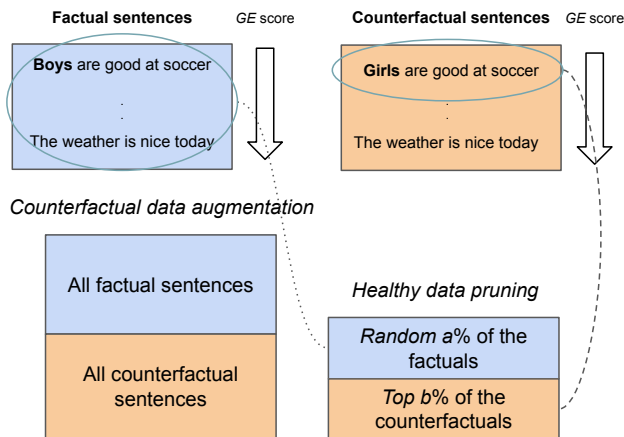 Factual sentences
GE score
Boys are good at soccer
.
.
The weather is nice today
Counterfactual sentences
GE score
Girls are good at soccer
.
.
The weather is nice today
Counterfactual data augmentation
All factual sentences
All counterfactual
sentences
Healthy data pruning
Random a% of the
factuals
Top b% of the
counterfactuals